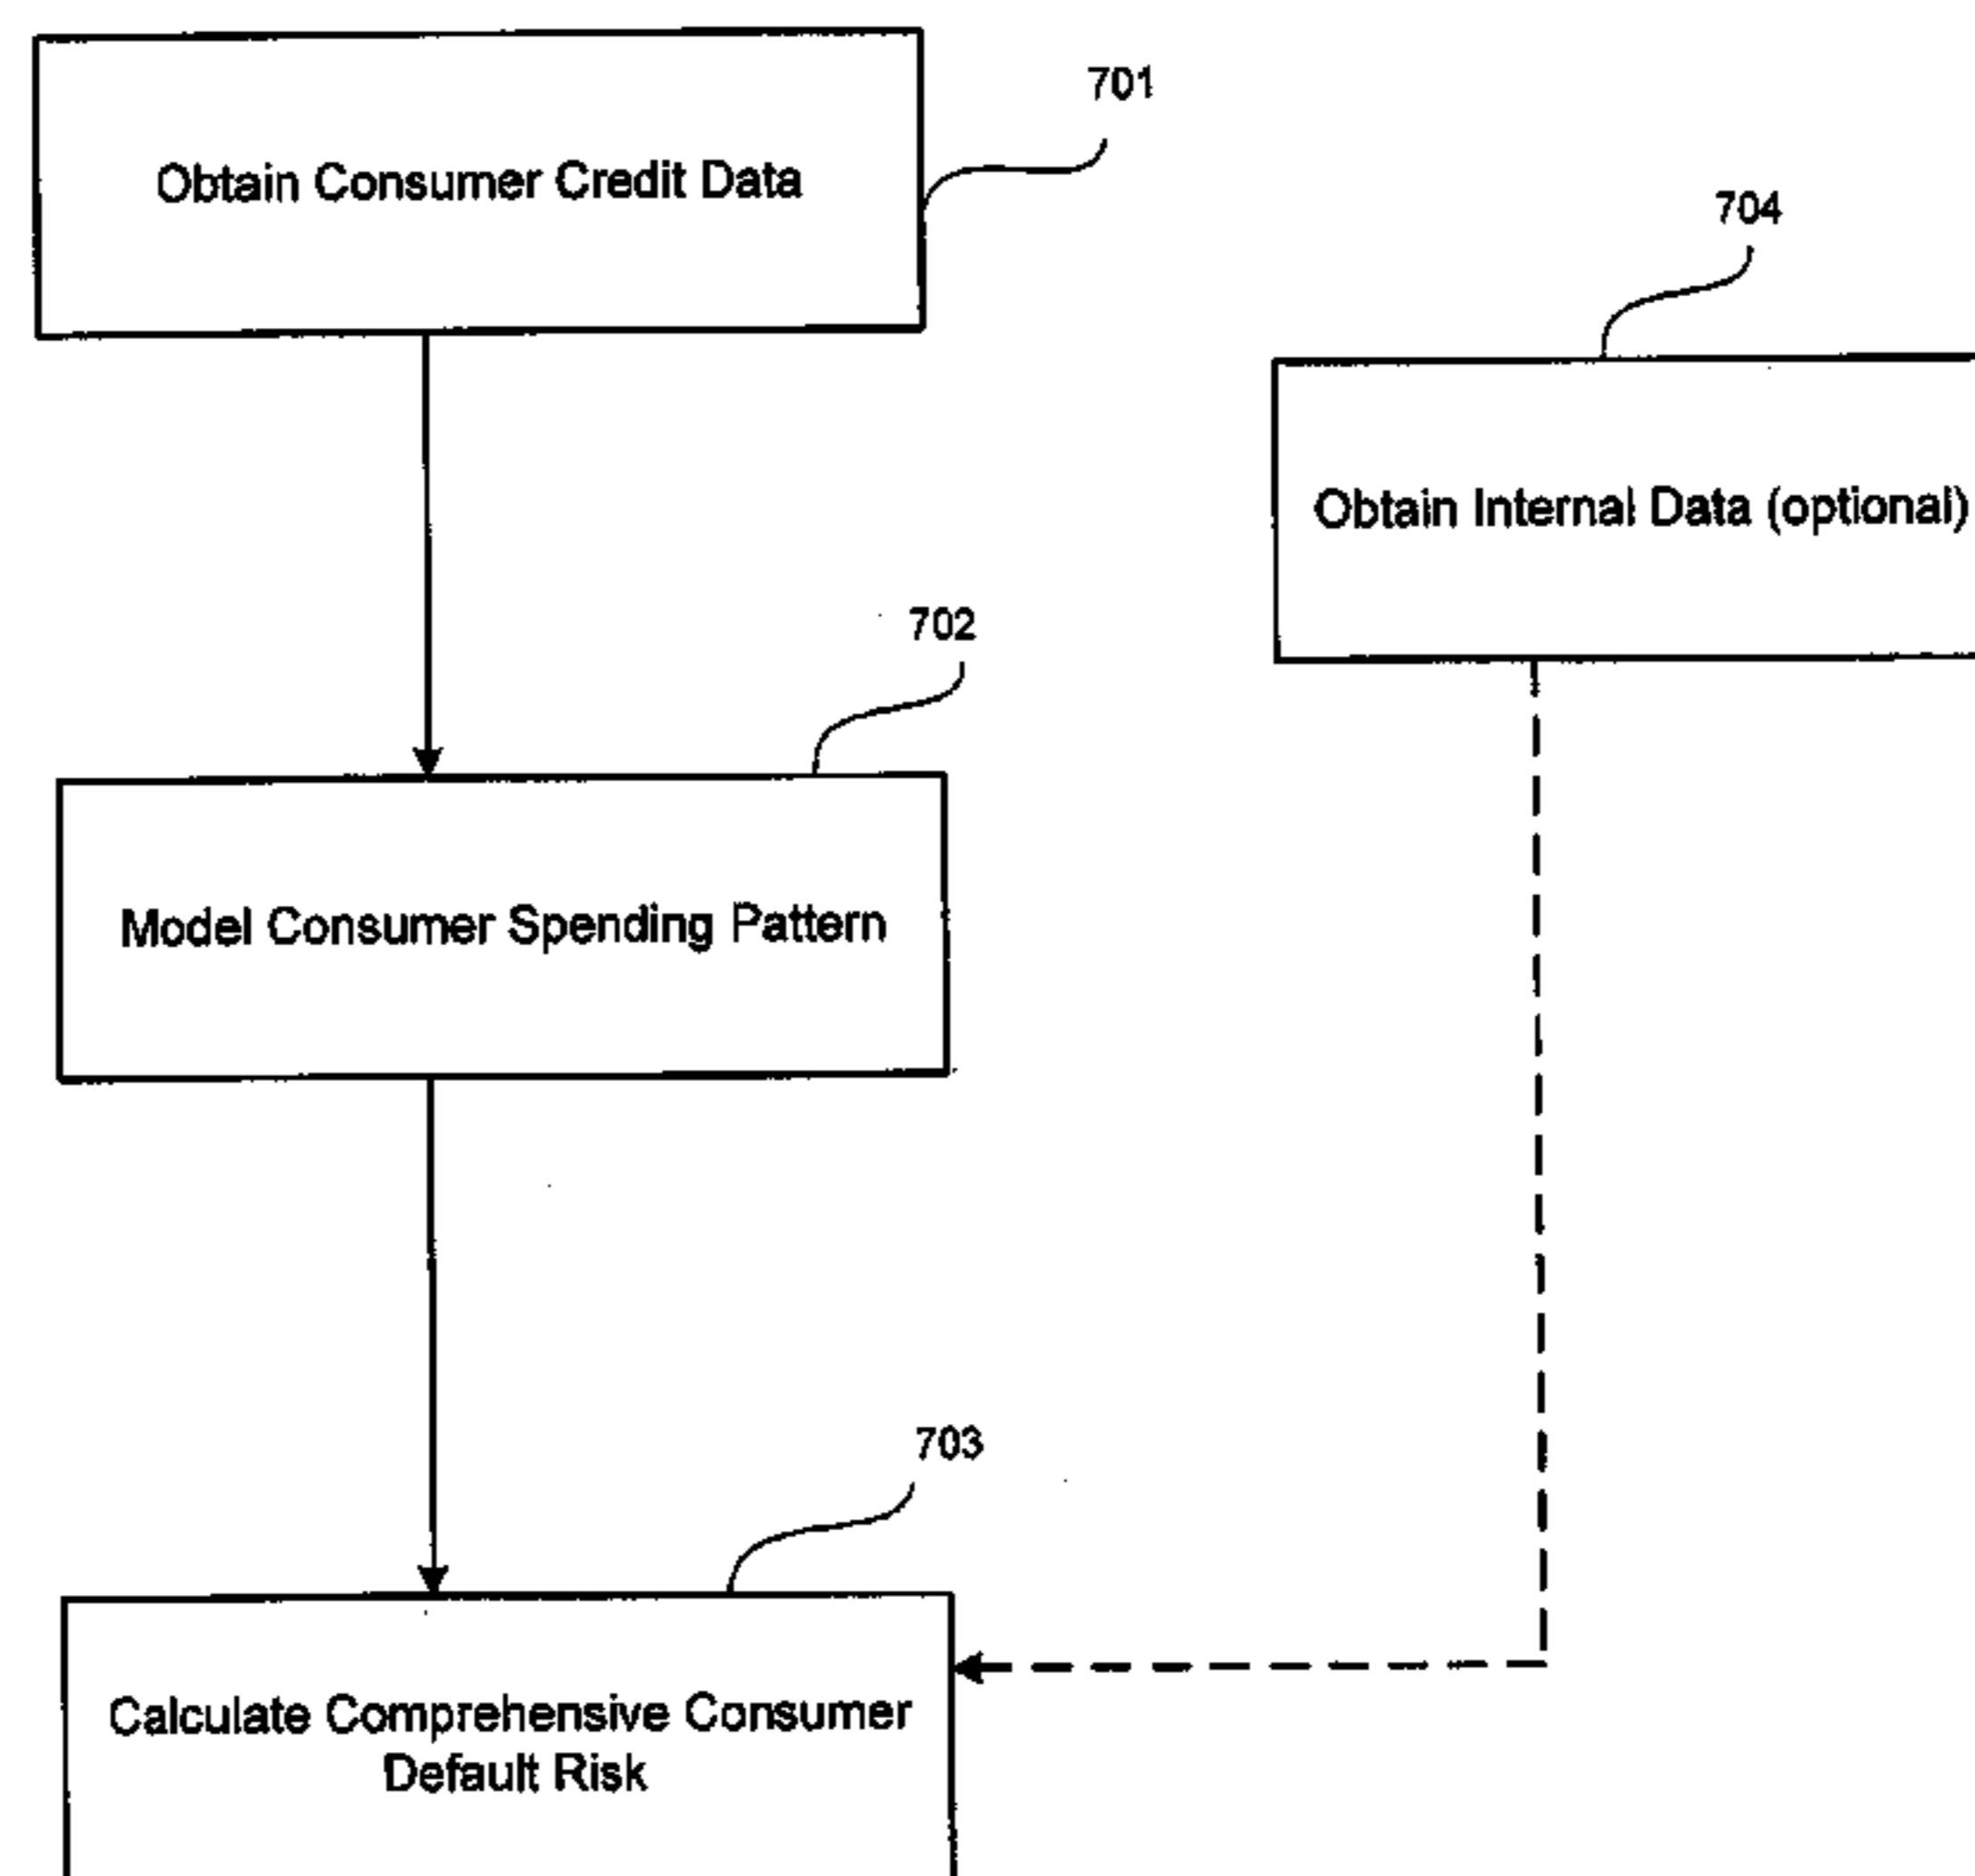 701
Obtain Consumer Credit Data
704
Obtain Internal Data (optional)
702
Model Consumer Spending Pattern
703
Calculate Comprehensive Consumer
Default Risk